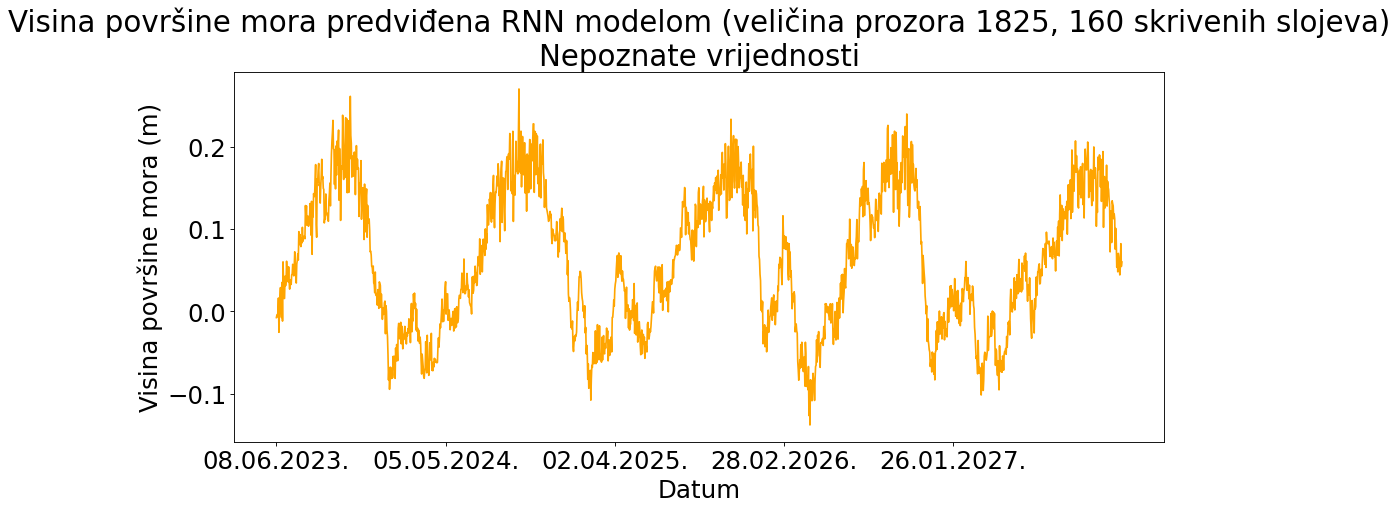 Visina površine mora predviđena RNN modelom (veličina prozora 1825, 160 skrivenih slojeva)
Nepoznate vrijednosti
Visina površine mora (m)
0.2
0.1
0.0
−0.1
08.06.2023. 05.05.2024. 02.04.2025. 28.02.2026. 26.01.2027.
Datum